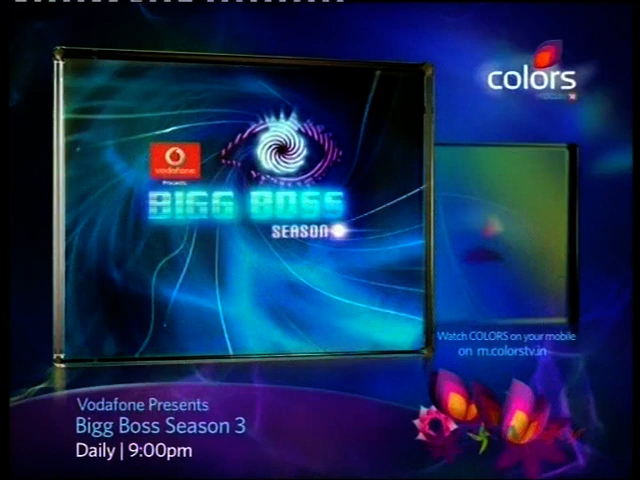 colors
vodafone
Presents
BIGG BOSS
SEASON
Watch COLORS on your mobile
on m.colorstv.in
Vodafone Presents
Bigg Boss Season 3
Daily | 9:00pm